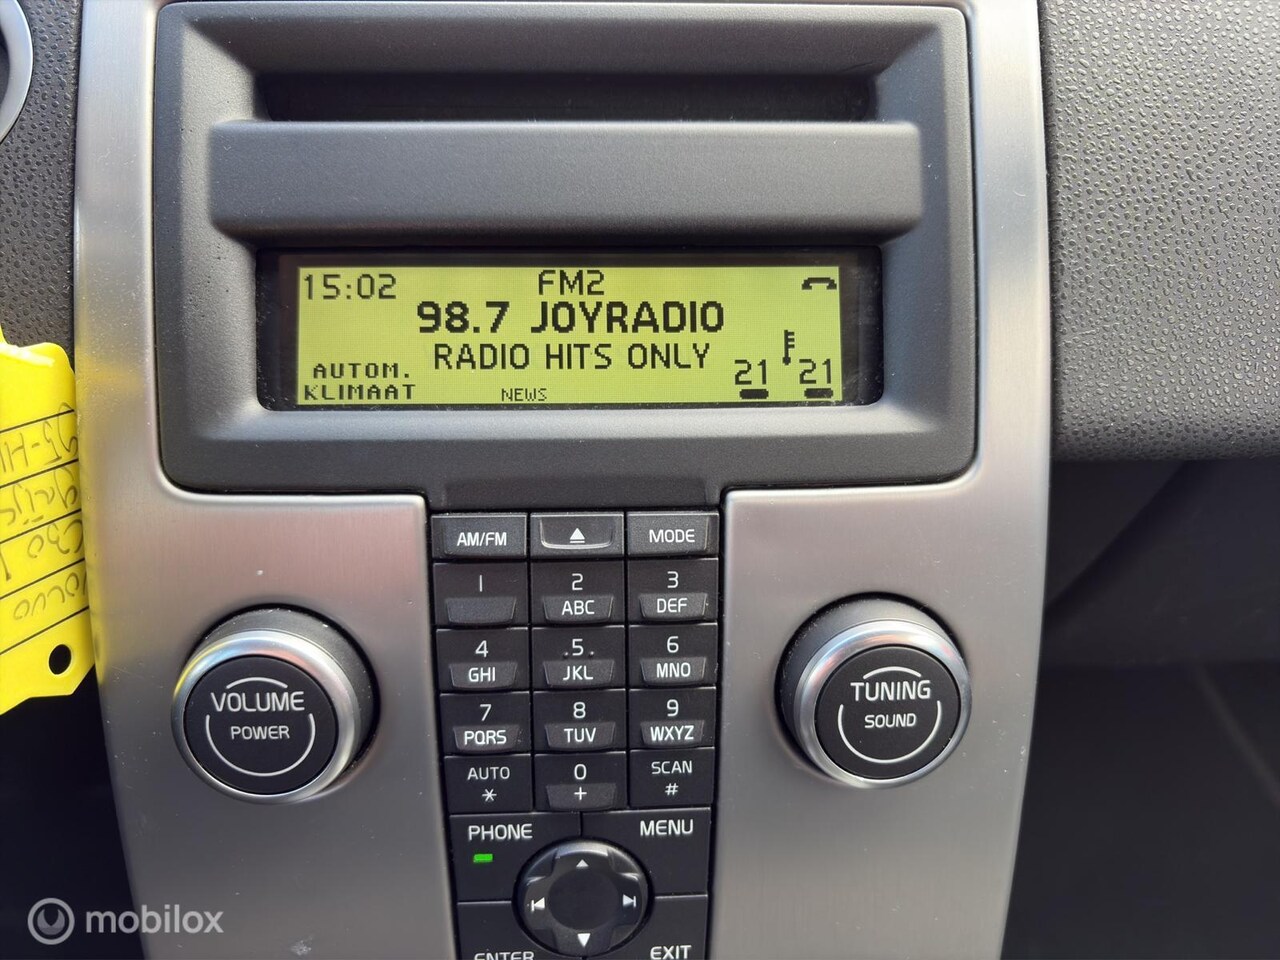 15:02
FM2
98.7 JOYRADIO
RADIO HITS ONLY
AUTOM.
KLIMAAT
NEWS
21
21
AM/FM
MODE
1
2
ABC
3
DEF
4
GHI
.5.
JKL
6
MNO
7
PQRS
8
TUV
9
WXYZ
AUTO
*
0
+
SCAN
#
VOLUME
POWER
TUNING
SOUND
PHONE
MENU
ENTER
EXIT
VOLVO
mobilox